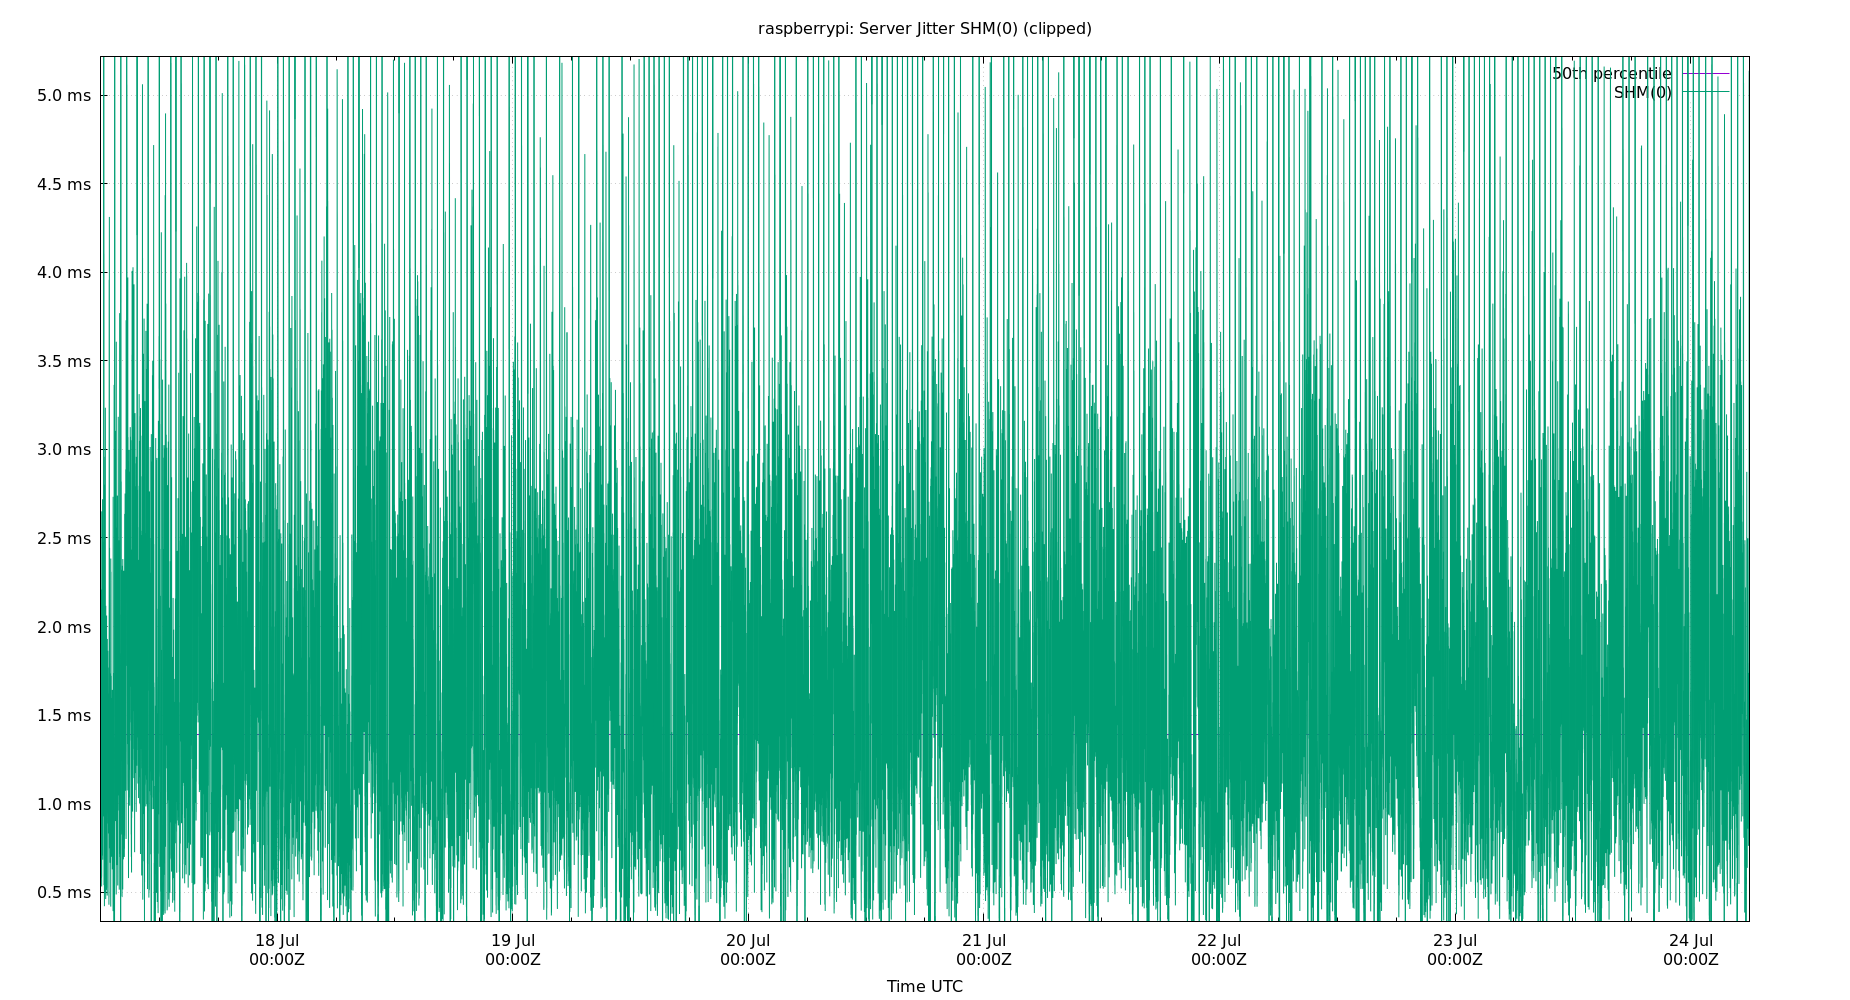 raspberrypi: Server Jitter SHM(0) (clipped)
50th percentile
SHM(0)
5.0 ms
4.5 ms
4.0 ms
3.5 ms
3.0 ms
2.5 ms
2.0 ms
1.5 ms
1.0 ms
0.5 ms
18 Jul 19 Jul 20 Jul 21 Jul 22 Jul 23 Jul 24 Jul
00:00Z 00:00Z 00:00Z 00:00Z 00:00Z 00:00Z 00:00Z
Time UTC